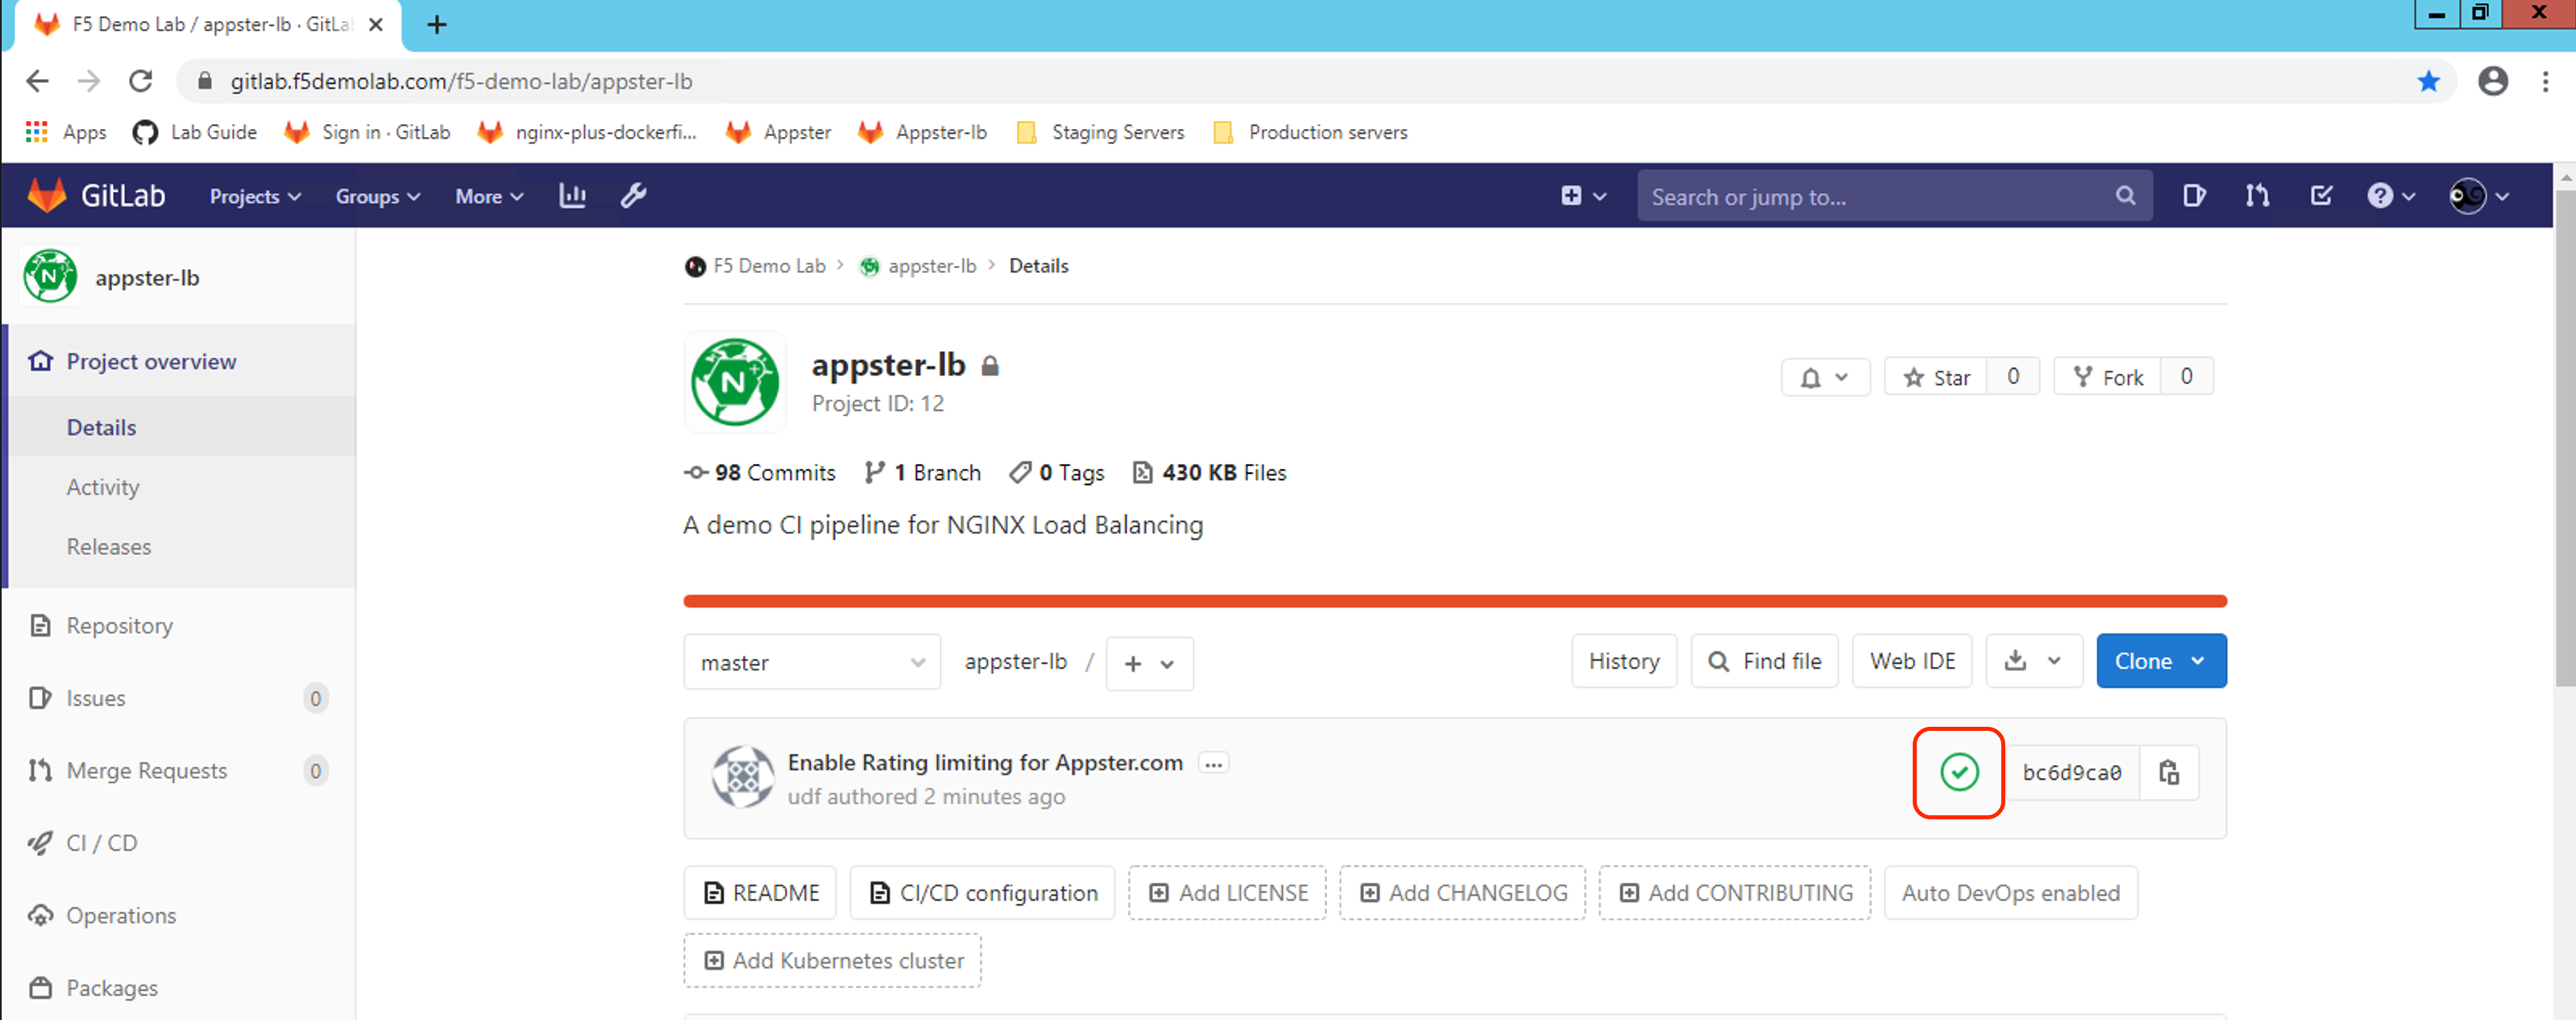 F5 Demo Lab / appster-lb · GitLa
gitlab.f5demolab.com/f5-demo-lab/appster-lb
Apps Lab Guide Sign in · GitLab nginx-plus-dockerfi... Appster Appster-lb Staging Servers Production servers
GitLab Projects Groups More Search or jump to...
appster-lb
Project overview
Details
Activity
Releases
Repository
Issues 0
Merge Requests 0
CI / CD
Operations
Packages
F5 Demo Lab > appster-lb > Details
N+
appster-lb
Project ID: 12
Star 0 Fork 0
98 Commits 1 Branch 0 Tags 430 KB Files
A demo CI pipeline for NGINX Load Balancing
master appster-lb / + History Find file Web IDE Clone
Enable Rating limiting for Appster.com ...
udf authored 2 minutes ago
bc6d9ca0
README CI/CD configuration Add LICENSE Add CHANGELOG Add CONTRIBUTING Auto DevOps enabled
Add Kubernetes cluster